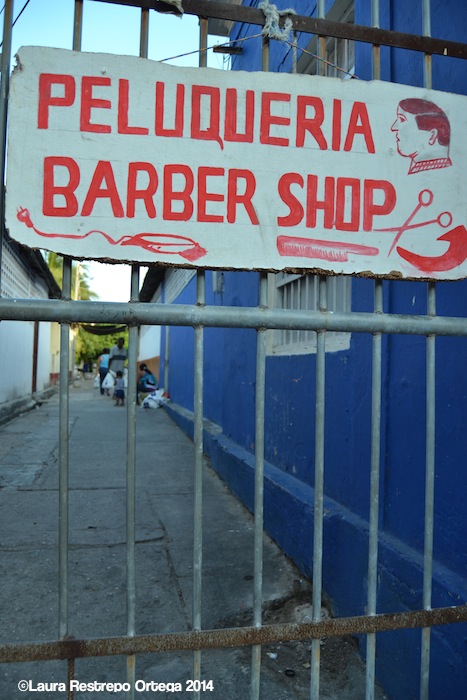 PELUQUERIA
BARBER SHOP
©Laura Restrepo Ortega 2014